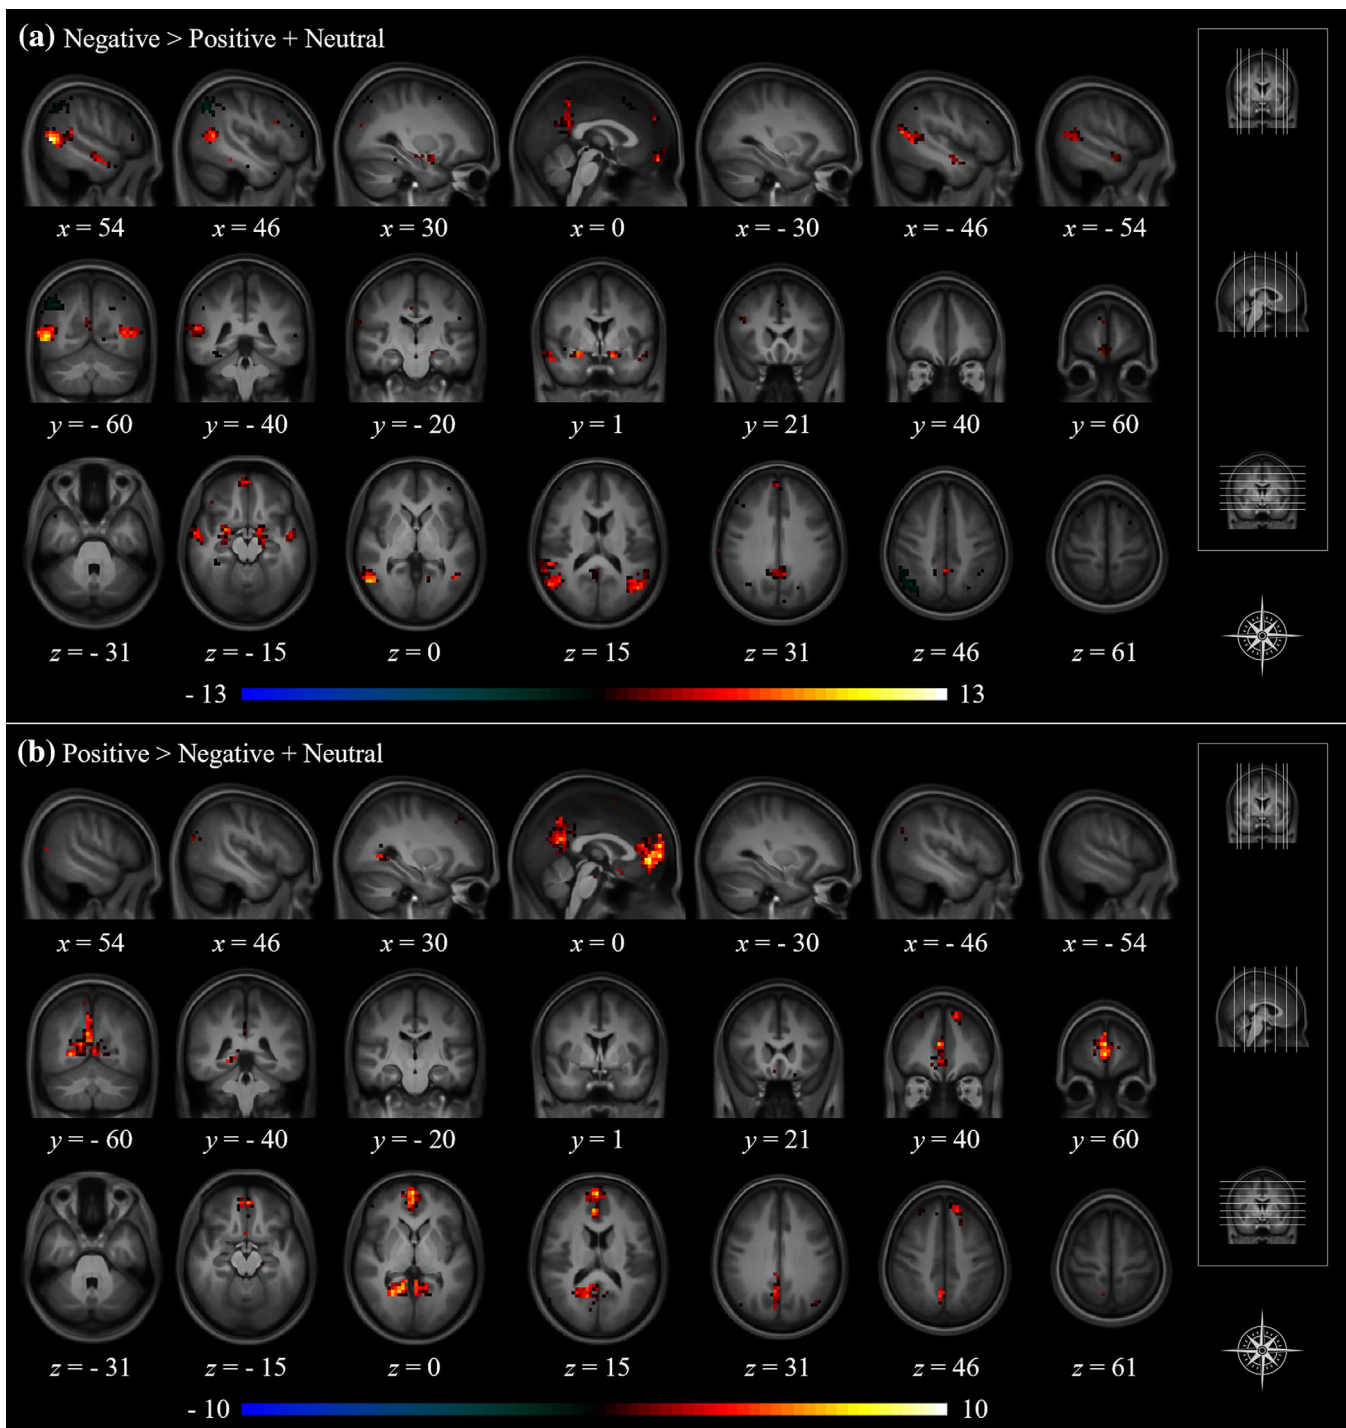 (a) Negative > Positive + Neutral
x = 54 x = 46 x = 30 x = 0 x = - 30 x = - 46 x = - 54
y = - 60 y = - 40 y = - 20 y = 1 y = 21 y = 40 y = 60
z = - 31 z = - 15 z = 0 z = 15 z = 31 z = 46 z = 61
- 13 13
(b) Positive > Negative + Neutral
x = 54 x = 46 x = 30 x = 0 x = - 30 x = - 46 x = - 54
y = - 60 y = - 40 y = - 20 y = 1 y = 21 y = 40 y = 60
z = - 31 z = - 15 z = 0 z = 15 z = 31 z = 46 z = 61
- 10 10